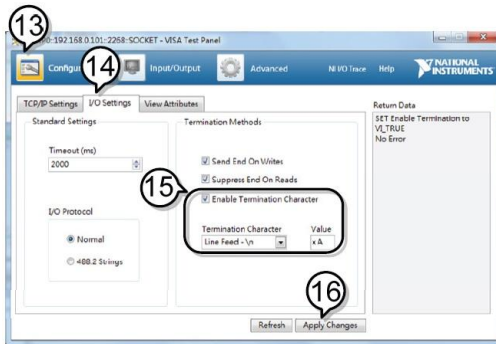 13
192.168.0.101::2268::SOCKET - VISA Test Panel
14
Input/Output
Advanced
NI I/O Trace
Help
NATIONAL INSTRUMENTS
TCP/IP Settings
I/O Settings
View Attributes
Return Data
Standard Settings
Termination Methods
SET Enable Termination to
VI_TRUE
No Error
Timeout (ms)
2000
Send End On Writes
Suppress End On Reads
15
Enable Termination Character
I/O Protocol
Termination Character
Value
Line Feed - \n
xA
Normal
488.2 Strings
16
Refresh
Apply Changes